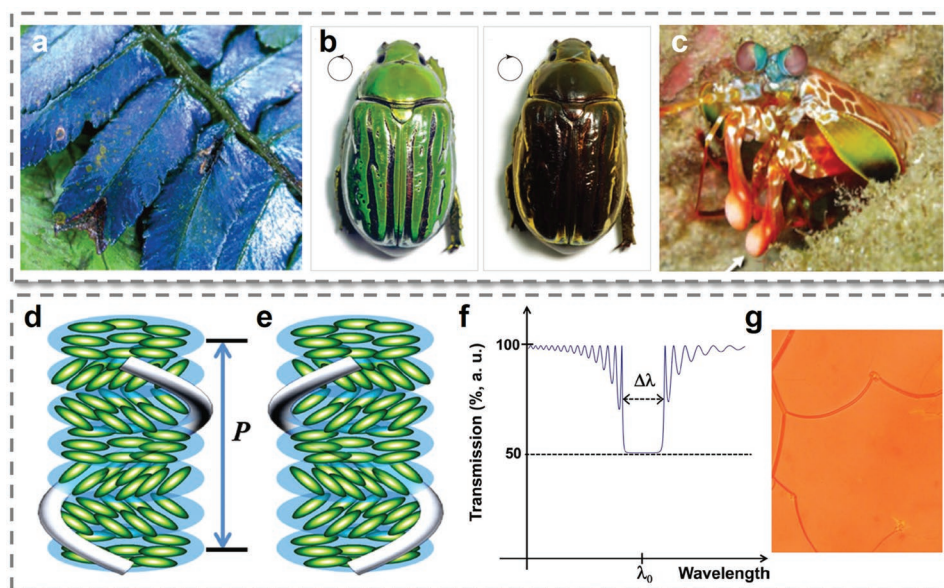 a
b
c
d
e
f
g
P
100
50
Δλ
Transmission (%, a. u.)
λ₀
Wavelength